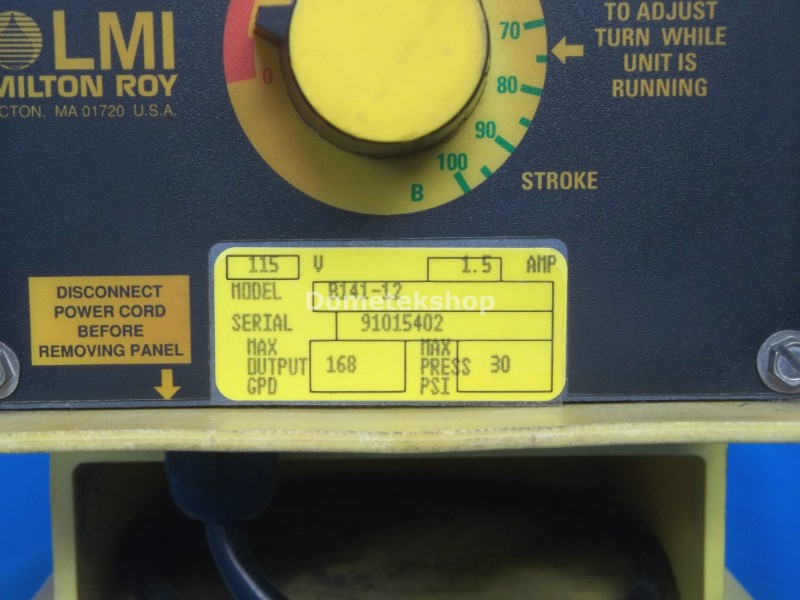 LMI
MILTON ROY
ACTON, MA 01720 U.S.A.
0
70
80
90
100
B
TO ADJUST
TURN WHILE
UNIT IS
RUNNING
STROKE
DISCONNECT
POWER CORD
BEFORE
REMOVING PANEL
115 V 1.5 AMP
MODEL B141-12
Dometekshop
SERIAL 91015402
MAX OUTPUT GPD 168
MAX PRESS PSI 30